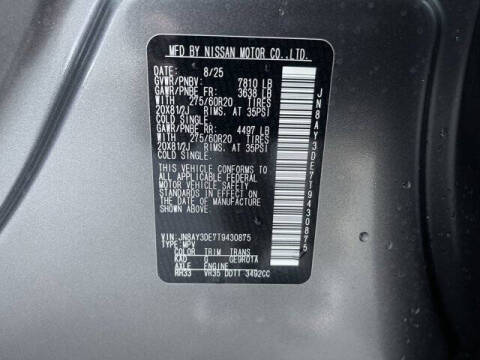 MFD BY NISSAN MOTOR CO.,LTD.
DATE: 8/25
GVWR/PNBV: 7810 LB
GAWR/PNBE FR: 3638 LB
WITH 275/60R20 TIRES
20X81/2J RIMS. AT 35PSI
COLD SINGLE.
GAWR/PNBE RR: 4497 LB
WITH 275/60R20 TIRES
20X81/2J RIMS. AT 35PSI
COLD SINGLE.
THIS VEHICLE CONFORMS TO
ALL APPLICABLE FEDERAL
MOTOR VEHICLE SAFETY
STANDARDS IN EFFECT ON
THE DATE OF MANUFACTURE
SHOWN ABOVE.
VIN: JN8AY3DE7T9430875
TYPE: MPV
COLOR TRIM TRANS
KAD G GE9R01A
AXLE ENGINE
RR33 VR35 DDTT 3492CC
JN8AY3DE7T9430875